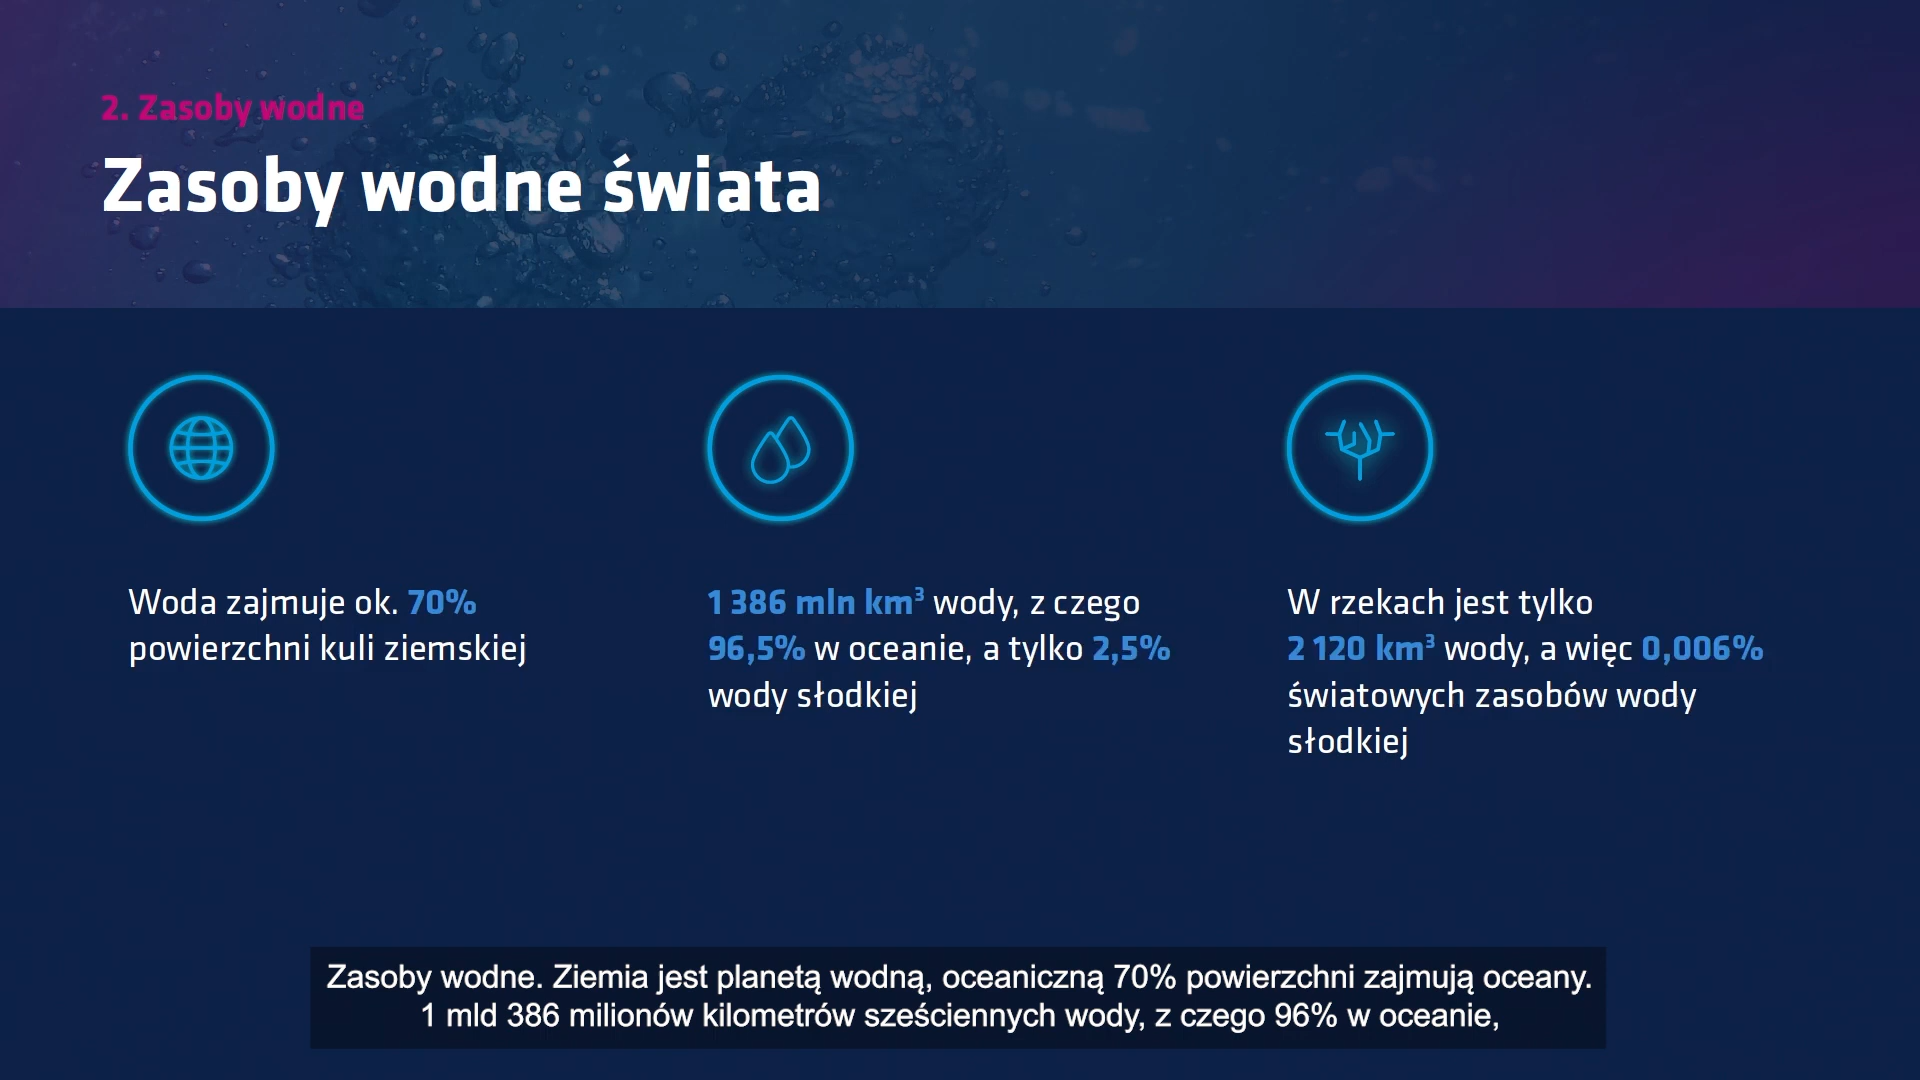 2. Zasoby wodne
Zasoby wodne świata
Woda zajmuje ok. 70%
powierzchni kuli ziemskiej
1 386 mln km³ wody, z czego
96,5% w oceanie, a tylko 2,5%
wody słodkiej
W rzekach jest tylko
2 120 km³ wody, a więc 0,006%
światowych zasobów wody
słodkiej
Zasoby wodne. Ziemia jest planetą wodną, oceaniczną 70% powierzchni zajmują oceany.
1 mld 386 milionów kilometrów sześciennych wody, z czego 96% w oceanie,